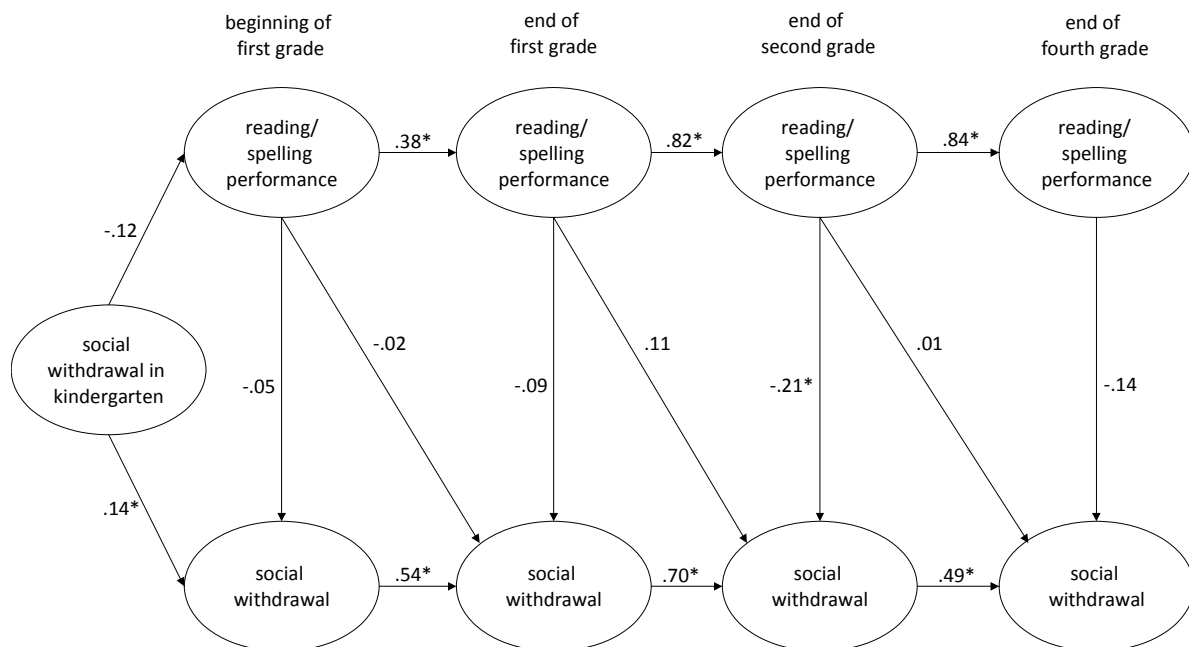 beginning of
first grade
end of
first grade
end of
second grade
end of
fourth grade
reading/
spelling
performance
.38*
reading/
spelling
performance
.82*
reading/
spelling
performance
.84*
reading/
spelling
performance
-.12
social
withdrawal in
kindergarten
-.05
-.02
-.09
.11
-.21*
.01
-.14
.14*
social
withdrawal
.54*
social
withdrawal
.70*
social
withdrawal
.49*
social
withdrawal